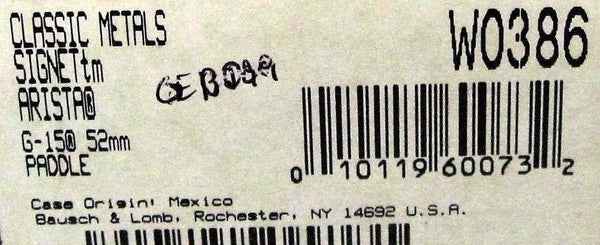 CLASSIC METALS
SIGNETtm
ARISTA®
G-15® 52mm
PADDLE
W0386
0 10119 60073 2
Case Origin: Mexico
Bausch & Lomb, Rochester, NY 14692 U.S.A.